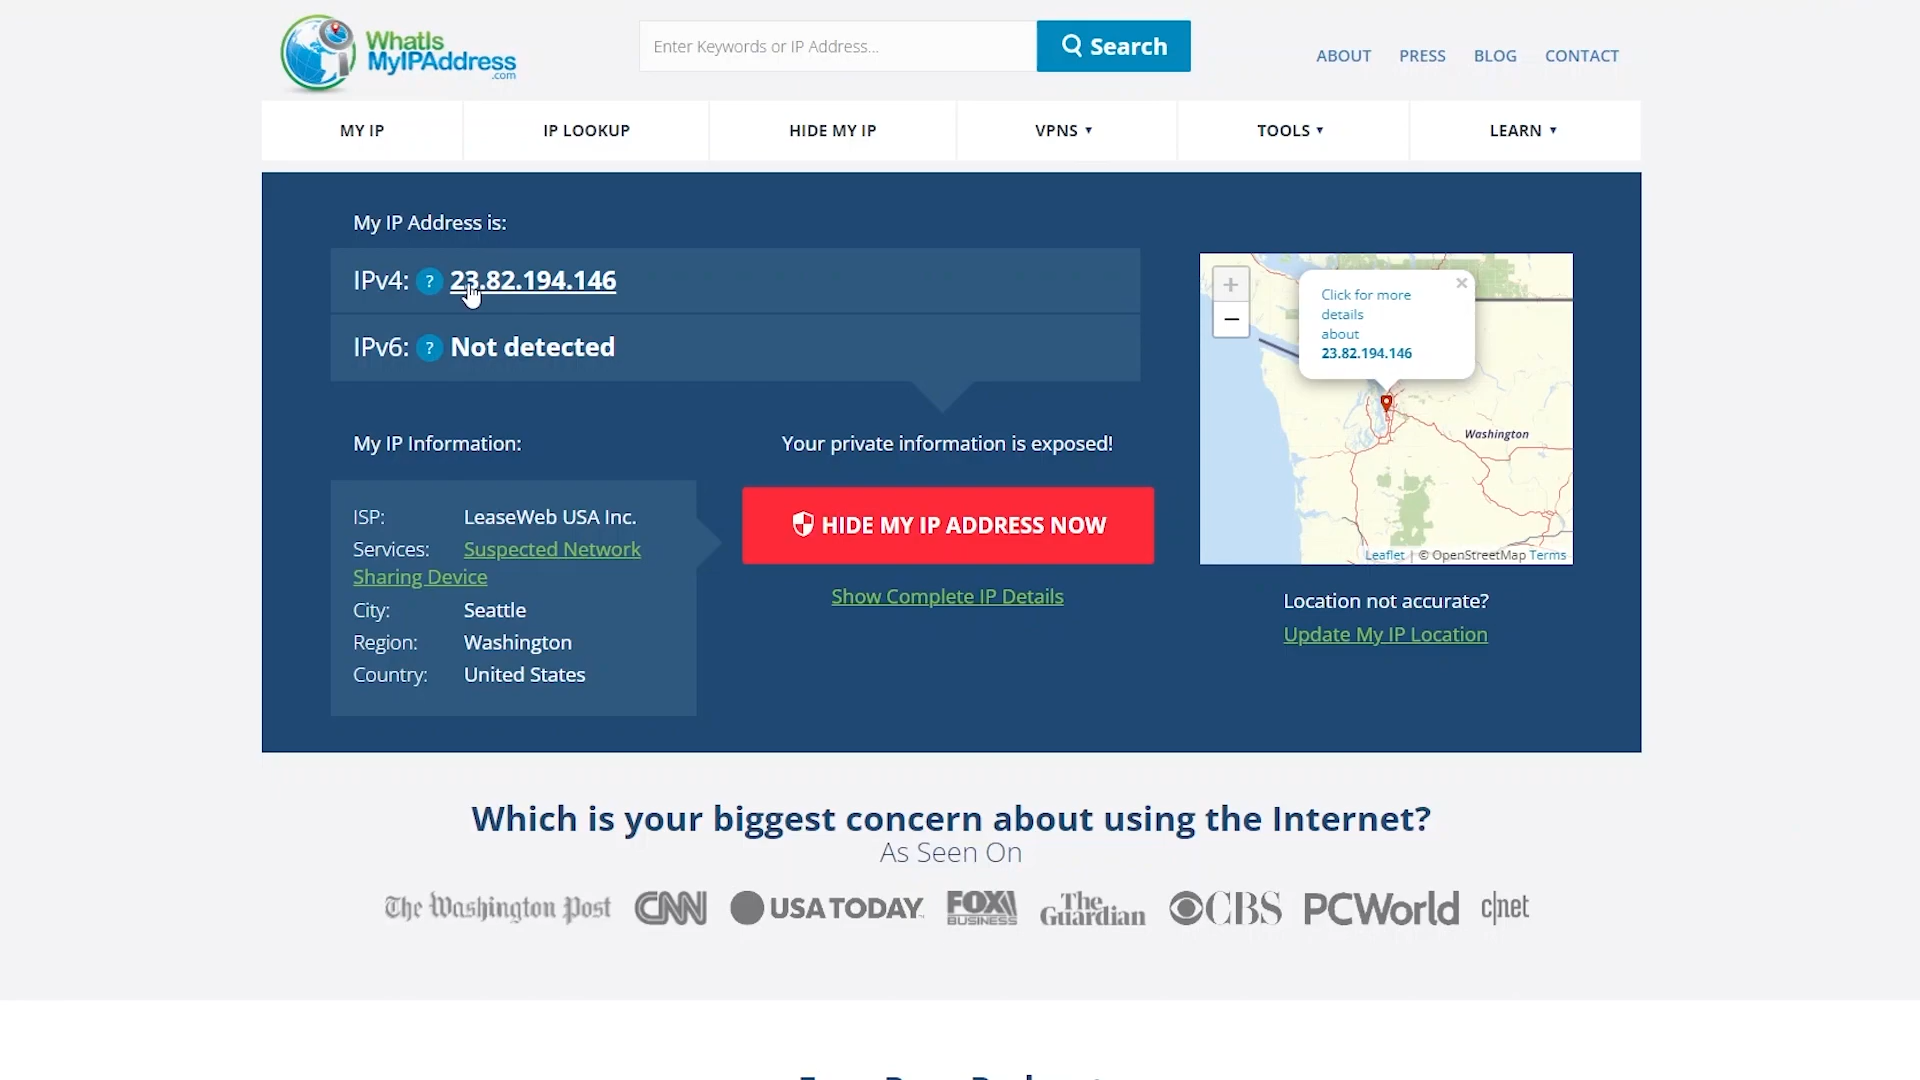 WhatIs
MyIPAddress
.com
Enter Keywords or IP Address...
Search
ABOUT
PRESS
BLOG
CONTACT
MY IP
IP LOOKUP
HIDE MY IP
VPNS ▾
TOOLS ▾
LEARN ▾
My IP Address is:
IPv4: ? 23.82.194.146
IPv6: ? Not detected
+
−
Click for more
details
about
23.82.194.146
×
Washington
Leaflet | © OpenStreetMap Terms
My IP Information:
ISP: LeaseWeb USA Inc.
Services: Suspected Network
Sharing Device
City: Seattle
Region: Washington
Country: United States
Your private information is exposed!
HIDE MY IP ADDRESS NOW
Show Complete IP Details
Location not accurate?
Update My IP Location
Which is your biggest concern about using the Internet?
As Seen On
The Washington Post
CNN
USA TODAY
FOX
BUSINESS
The
Guardian
CBS
PCWorld
c|net